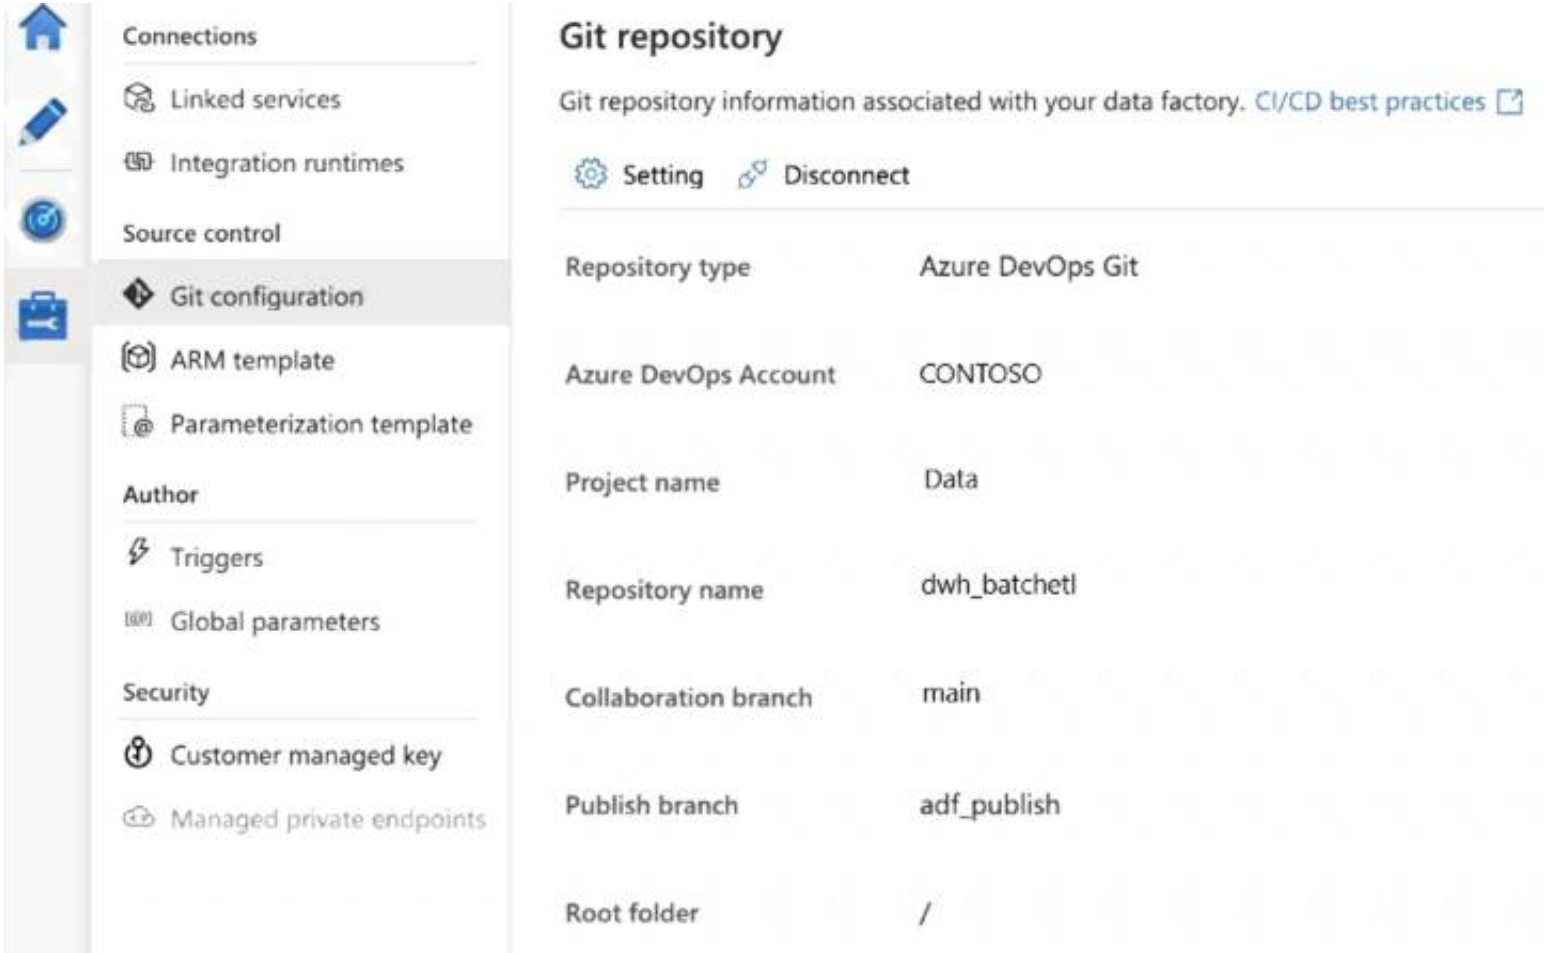 Connections
Linked services
Integration runtimes
Source control
Git configuration
ARM template
Parameterization template
Author
Triggers
Global parameters
Security
Customer managed key
Managed private endpoints
Git repository
Git repository information associated with your data factory. CI/CD best practices
Setting Disconnect
Repository type Azure DevOps Git
Azure DevOps Account CONTOSO
Project name Data
Repository name dwh_batchetl
Collaboration branch main
Publish branch adf_publish
Root folder /